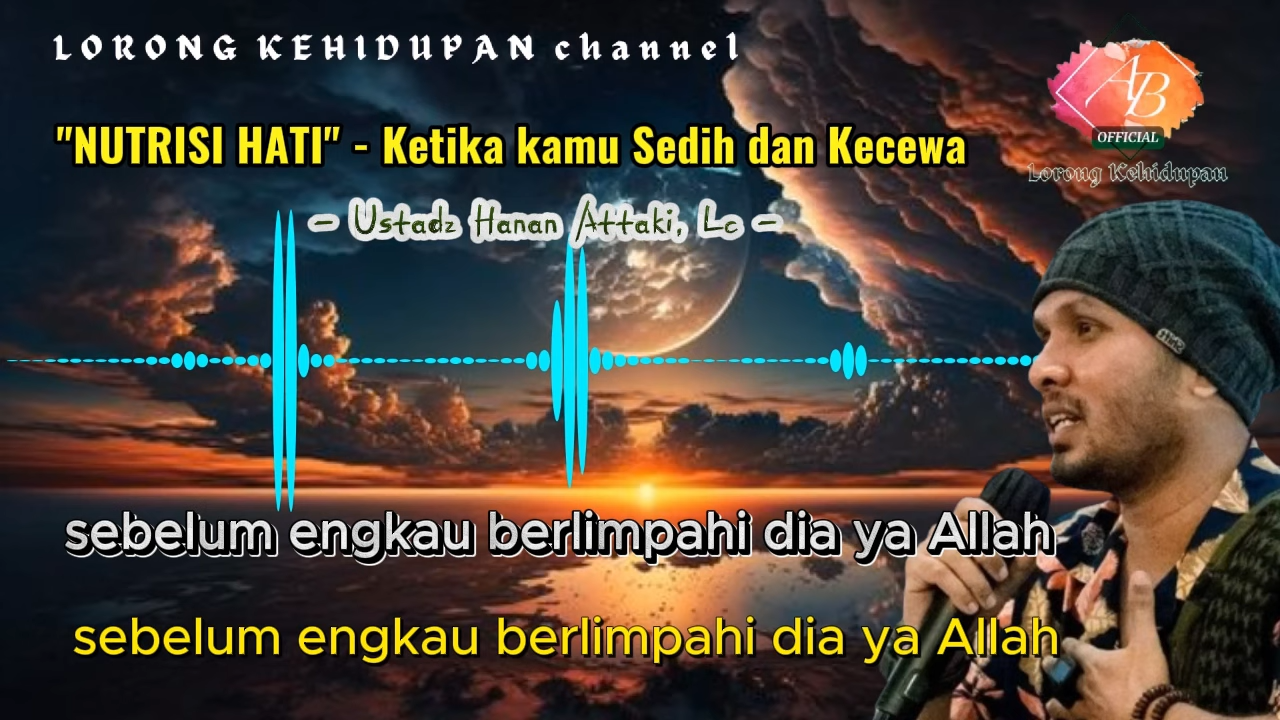 LORONG KEHIDUPAN channel
AB
OFFICIAL
Lorong Kehidupan
"NUTRISI HATI" - Ketika kamu Sedih dan Kecewa
- Ustadz Hanan Attaki, Lc -
sebelum engkau berlimpahi dia ya Allah
sebelum engkau berlimpahi dia ya Allah